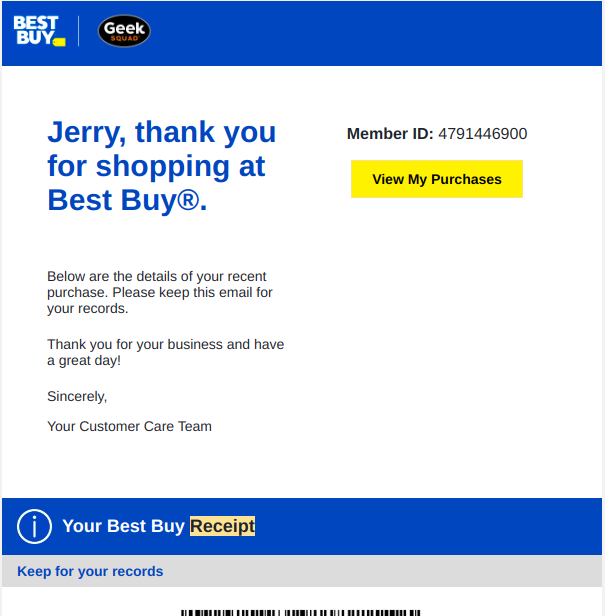 BEST
BUY
Geek
SQUAD
Jerry, thank you
for shopping at
Best Buy®.
Member ID: 4791446900
View My Purchases
Below are the details of your recent
purchase. Please keep this email for
your records.
Thank you for your business and have
a great day!
Sincerely,
Your Customer Care Team
i Your Best Buy Receipt
Keep for your records